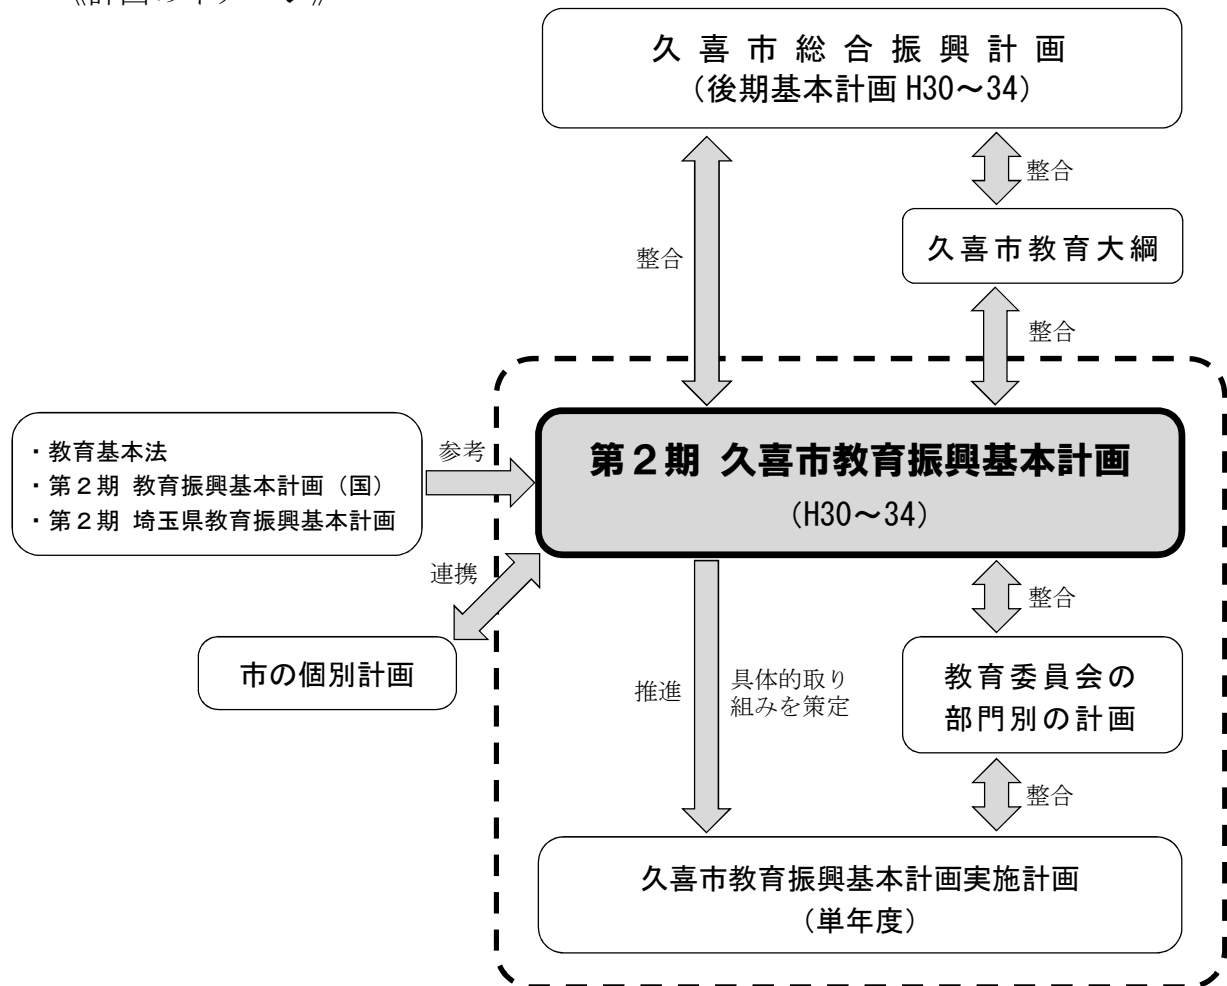 久喜市総合振興計画
（後期基本計画 H30～34）
整合
久喜市教育大綱
整合
整合
・教育基本法
・第２期 教育振興基本計画（国）
・第２期 埼玉県教育振興基本計画
参考
第２期 久喜市教育振興基本計画
（H30～34）
連携
市の個別計画
整合
推進
具体的取り
組みを策定
教育委員会の
部門別の計画
整合
久喜市教育振興基本計画実施計画
（単年度）